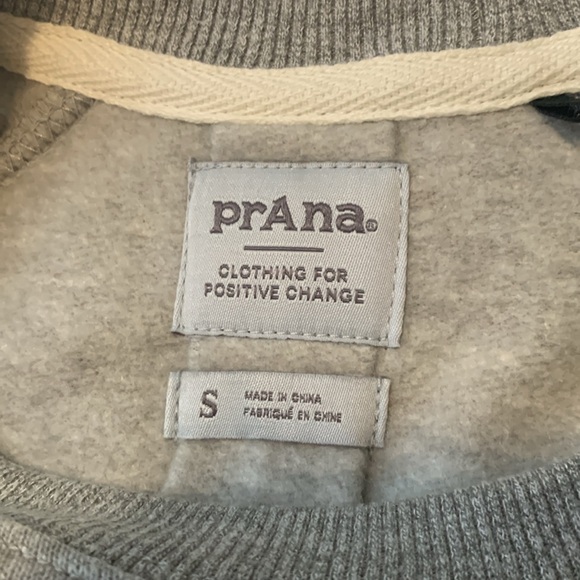 prAna®
CLOTHING FOR
POSITIVE CHANGE
S
MADE IN CHINA
FABRIQUÉ EN CHINE